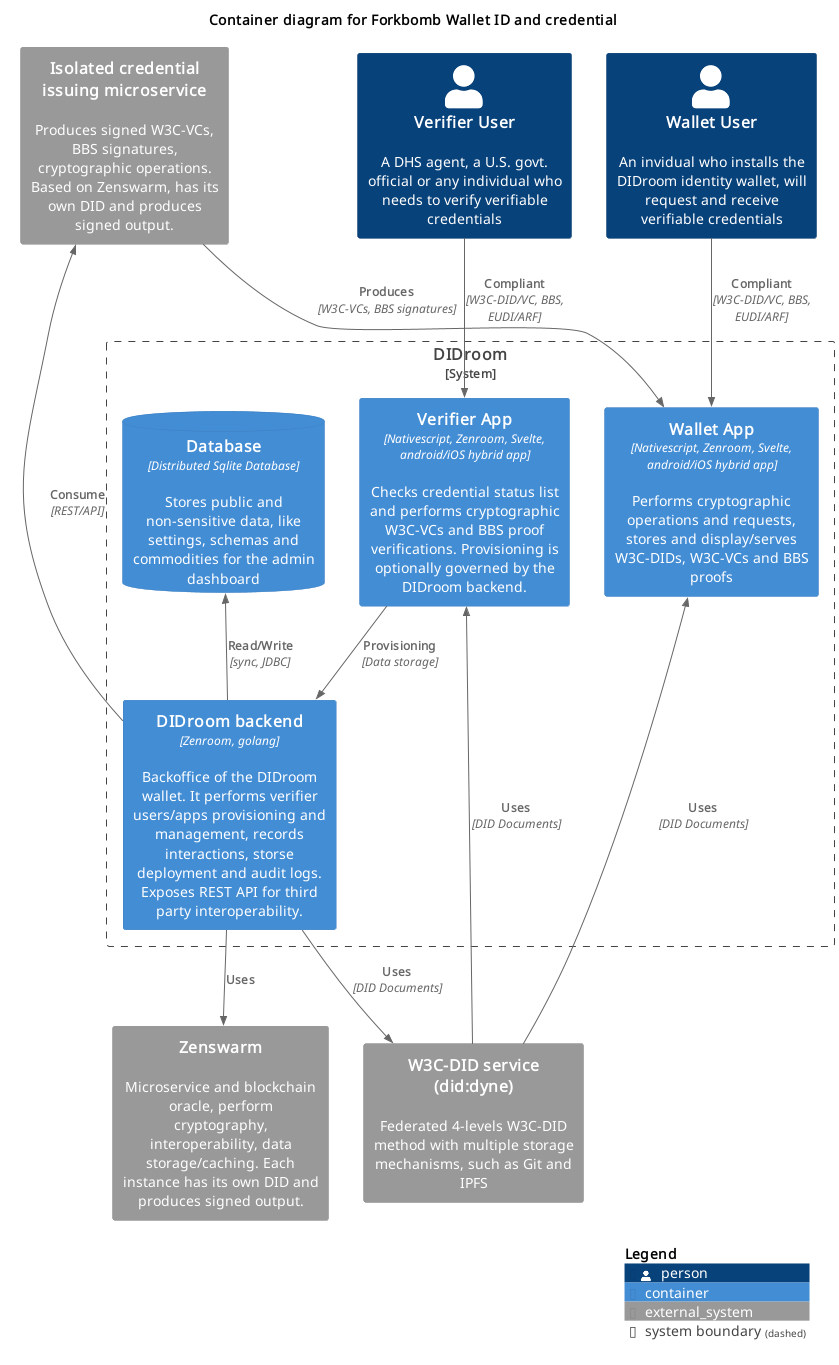 Container diagram for Forkbomb Wallet ID and credential
Isolated credential
issuing microservice
Produces signed W3C-VCs,
BBS signatures,
cryptographic operations.
Based on Zenswarm, has its
own DID and produces
signed output.
Verifier User
A DHS agent, a U.S. govt.
official or any individual who
needs to verify verifiable
credentials
Wallet User
An invidual who installs the
DIDroom identity wallet, will
request and receive
verifiable credentials
Produces
[W3C-VCs, BBS signatures]
Compliant
[W3C-DID/VC, BBS,
EUDI/ARF]
Compliant
[W3C-DID/VC, BBS,
EUDI/ARF]
DIDroom
[System]
Database
[Distributed Sqlite Database]
Stores public and
non-sensitive data, like
settings, schemas and
commodities for the admin
dashboard
Verifier App
[Nativescript, Zenroom, Svelte,
android/iOS hybrid app]
Checks credential status list
and performs cryptographic
W3C-VCs and BBS proof
verifications. Provisioning is
optionally governed by the
DIDroom backend.
Wallet App
[Nativescript, Zenroom, Svelte,
android/iOS hybrid app]
Performs cryptographic
operations and requests,
stores and display/serves
W3C-DIDs, W3C-VCs and BBS
proofs
Consume
[REST/API]
Read/Write
[sync, JDBC]
Provisioning
[Data storage]
DIDroom backend
[Zenroom, golang]
Backoffice of the DIDroom
wallet. It performs verifier
users/apps provisioning and
management, records
interactions, storse
deployment and audit logs.
Exposes REST API for third
party interoperability.
Uses
[DID Documents]
Uses
[DID Documents]
Uses
Uses
[DID Documents]
Zenswarm
Microservice and blockchain
oracle, perform
cryptography,
interoperability, data
storage/caching. Each
instance has its own DID and
produces signed output.
W3C-DID service
(did:dyne)
Federated 4-levels W3C-DID
method with multiple storage
mechanisms, such as Git and
IPFS
Legend
person
container
external_system
system boundary (dashed)